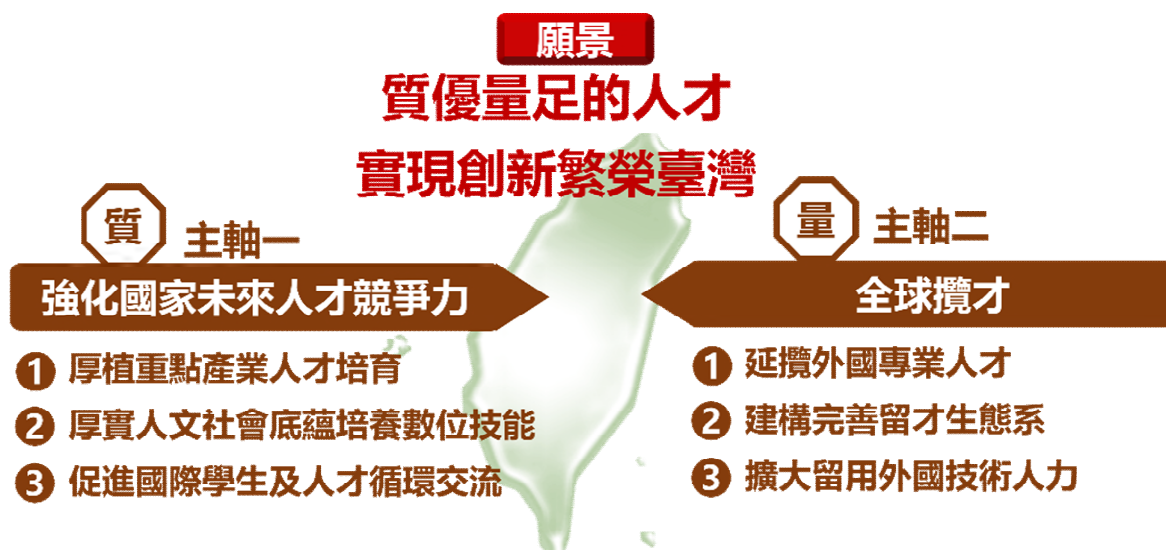 願景
質優量足的人才
實現創新繁榮臺灣
質
主軸一
強化國家未來人才競爭力
1 厚植重點產業人才培育
2 厚實人文社會底蘊培養數位技能
3 促進國際學生及人才循環交流
量
主軸二
全球攬才
1 延攬外國專業人才
2 建構完善留才生態系
3 擴大留用外國技術人力